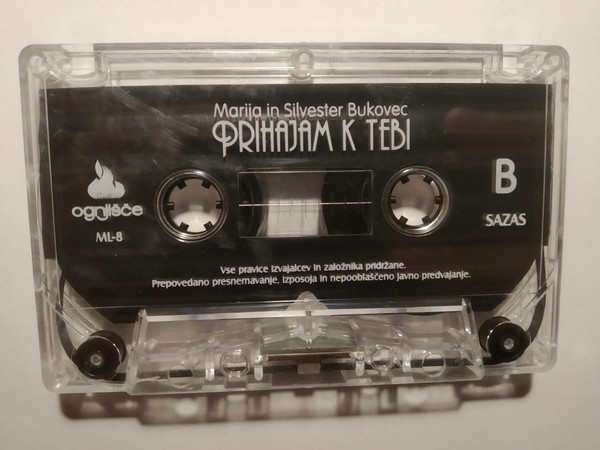 Marija in Silvester Bukovec
PRIHAJAM K TEBI
B
ognjišče
SAZAS
ML-8
Vse pravice izvajalcev in založnika pridržane.
Prepovedano presnemavanje, izposoja in nepooblaščeno javno predvajanje.